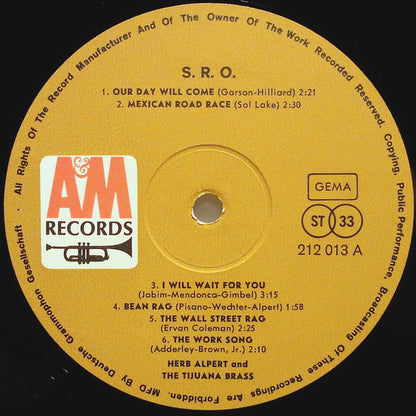 All Rights Of The Record Manufacturer And Of The Owner Of The Work Recorded Reserved. Copying, Public Performance, Broadcasting Of These Recordings Are Forbidden. MFD By Deutsche Grammophon Gesellschaft ·
S. R. O.
1. OUR DAY WILL COME (Garson-Hilliard) 2:21
2. MEXICAN ROAD RACE (Sol Lake) 2:30
A&M
RECORDS
GEMA
ST 33
212 013 A
3. I WILL WAIT FOR YOU
(Jobim-Mendonca-Gimbel) 3:15
4. BEAN RAG (Pisano-Wechter-Alpert) 1:58
5. THE WALL STREET RAG
(Ervan Coleman) 2:25
6. THE WORK SONG
(Adderley-Brown, Jr.) 2:10
HERB ALPERT and
THE TIJUANA BRASS